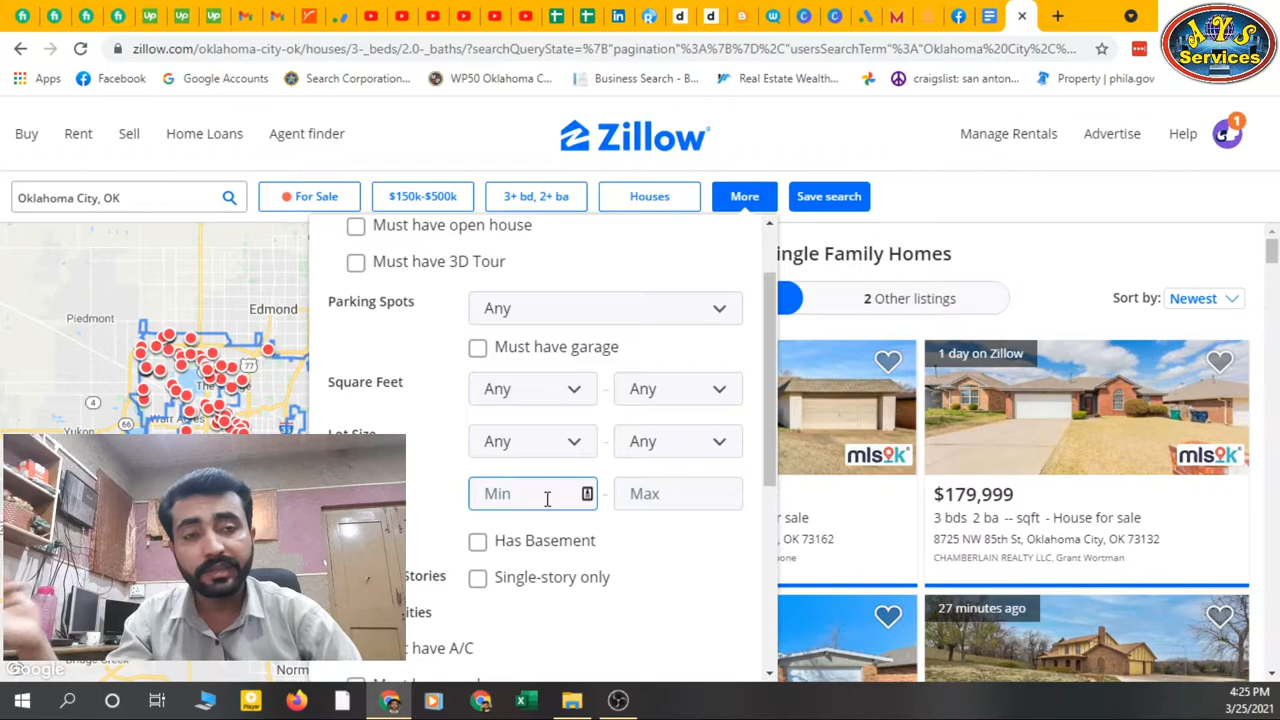 AYS
Services
zillow.com/oklahoma-city-ok/houses/3-_beds/2.0-_baths/?searchQueryState=%7B"pagination"%3A%7B%7D%2C"usersSearchTerm"%3A"Oklahoma%20City%2C%...
Apps Facebook Google Accounts Search Corporation... WP50 Oklahoma C... Business Search - B... Real Estate Wealth... craigslist: san anton... Property | phila.gov
Buy Rent Sell Home Loans Agent finder Zillow Manage Rentals Advertise Help 1
Oklahoma City, OK For Sale $150k-$500k 3+ bd, 2+ ba Houses More Save search
Must have open house
Must have 3D Tour
Parking Spots Any
Must have garage
Square Feet Any - Any
Any - Any
Min - Max
Has Basement
Stories Single-story only
ities
have A/C
ingle Family Homes
2 Other listings Sort by: Newest
1 day on Zillow
mlsok mlsok
$179,999
sale 3 bds 2 ba -- sqft - House for sale
OK 73162 8725 NW 85th St, Oklahoma City, OK 73132
CHAMBERLAIN REALTY LLC, Grant Wortman
27 minutes ago
Piedmont Edmond
77
4
66
Yukon
Norm
Google
4:25 PM
3/25/2021